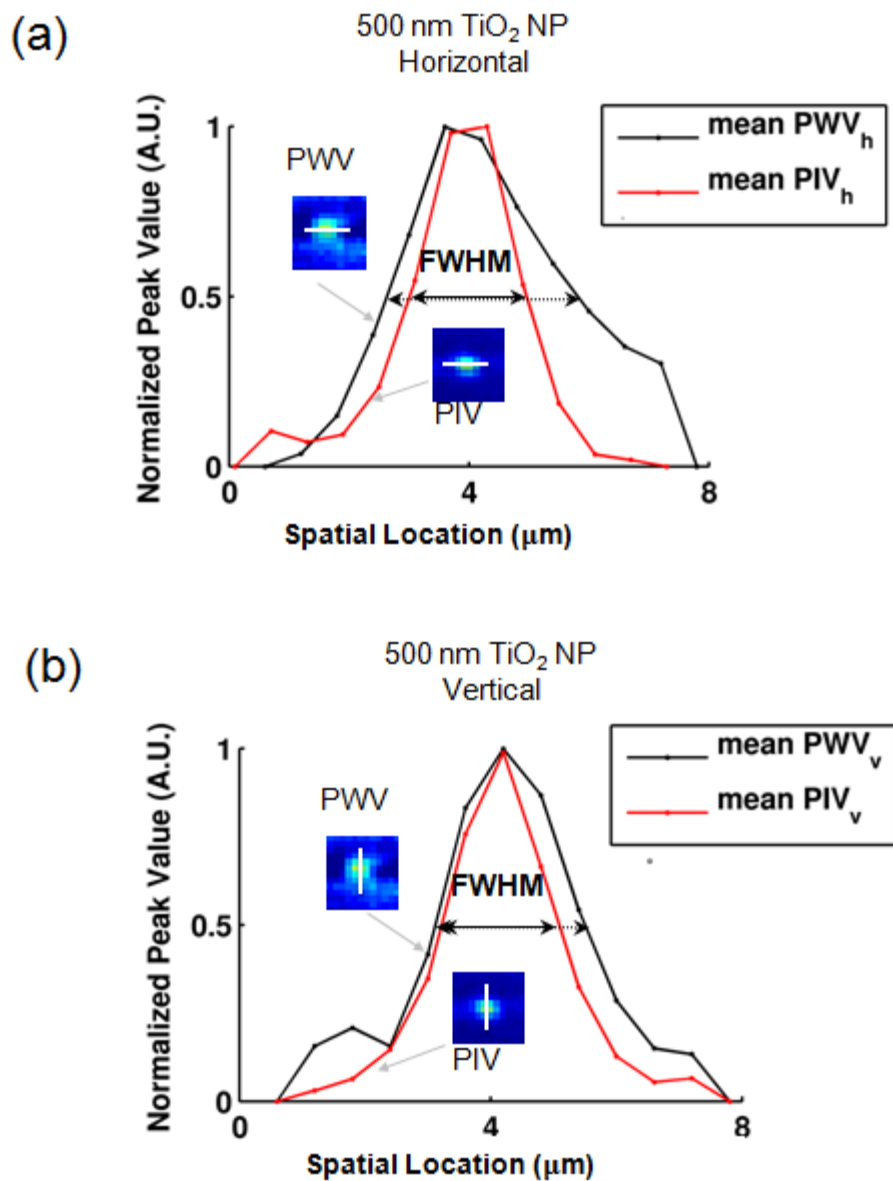 (a)
500 nm TiO₂ NP
Horizontal
Normalized Peak Value (A.U.)
1
0.5
0
PWV
FWHM
PIV
mean PWVₕ
mean PIVₕ
0 4 8
Spatial Location (μm)
(b)
500 nm TiO₂ NP
Vertical
Normalized Peak Value (A.U.)
1
0.5
0
PWV
FWHM
PIV
mean PWVᵥ
mean PIVᵥ
0 4 8
Spatial Location (μm)